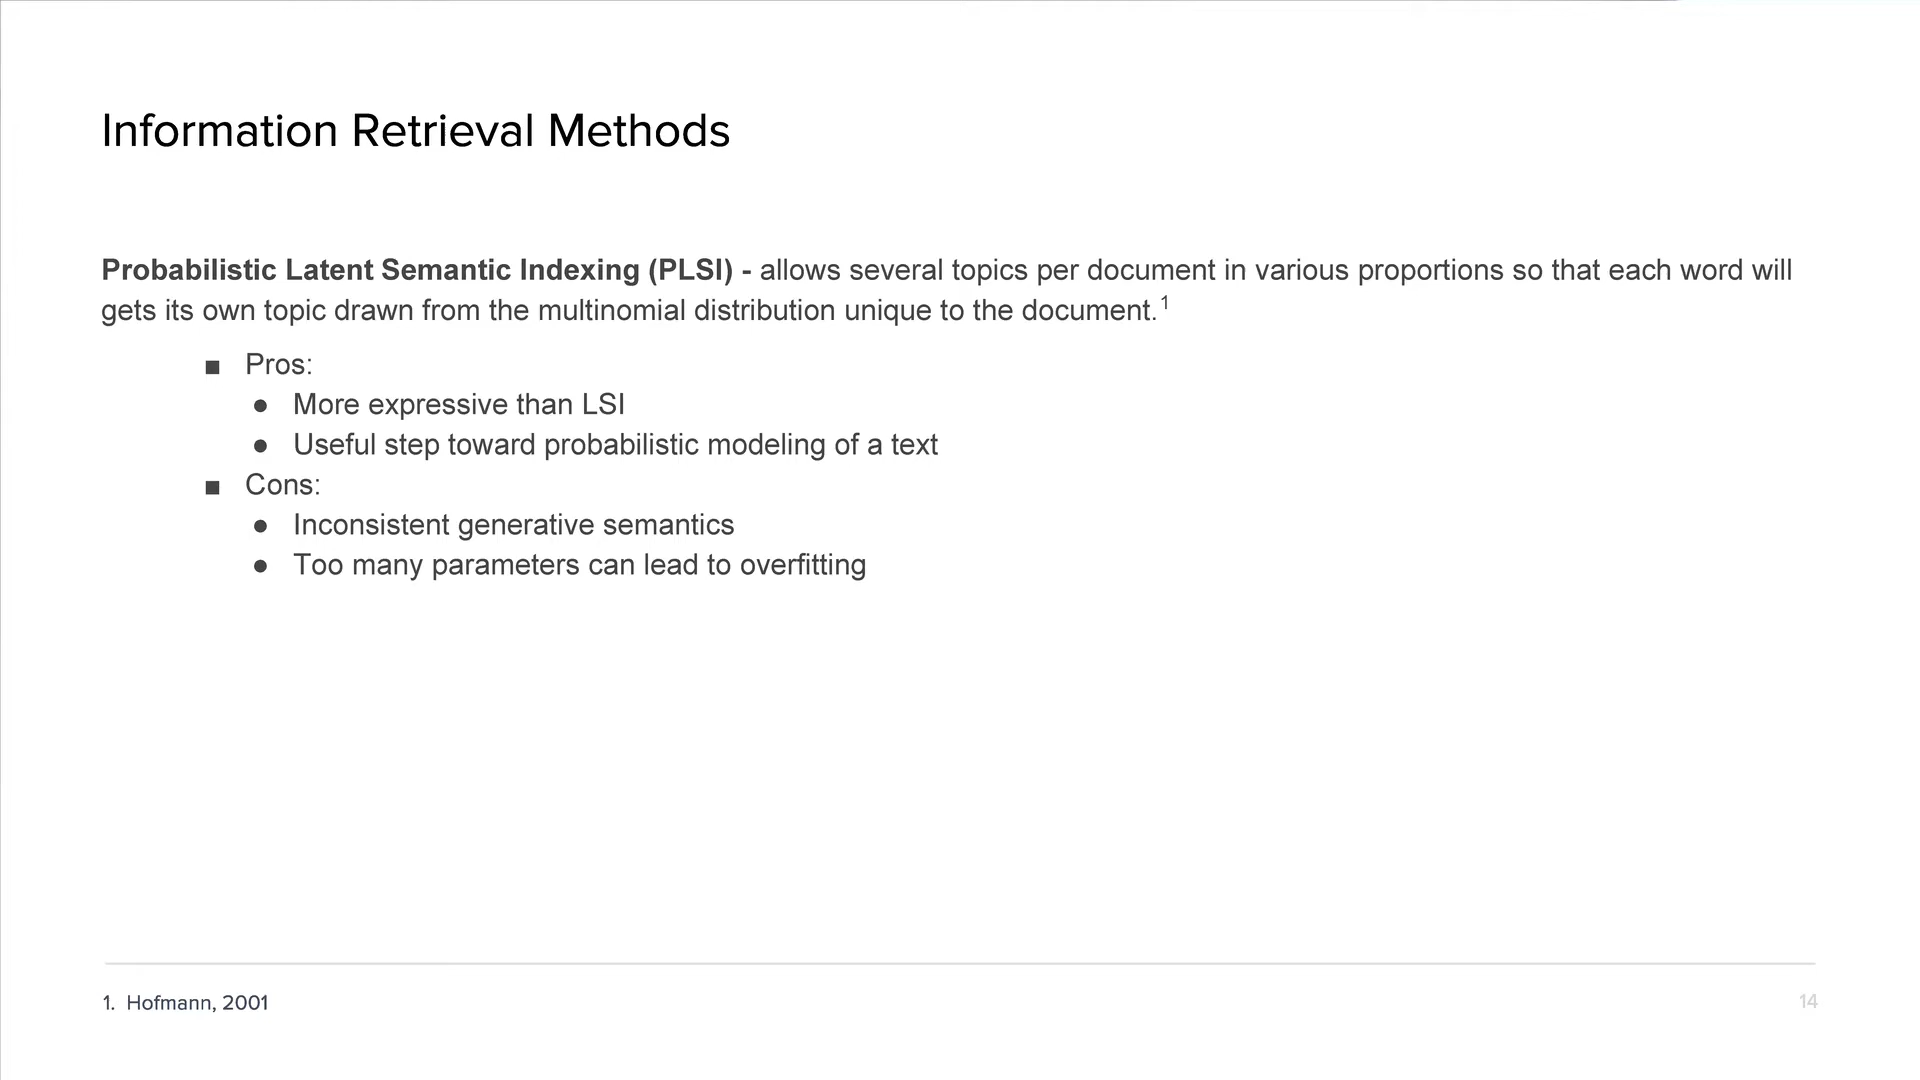 Information Retrieval Methods
Probabilistic Latent Semantic Indexing (PLSI) - allows several topics per document in various proportions so that each word will
gets its own topic drawn from the multinomial distribution unique to the document.1
■ Pros:
● More expressive than LSI
● Useful step toward probabilistic modeling of a text
■ Cons:
● Inconsistent generative semantics
● Too many parameters can lead to overfitting
1. Hofmann, 2001
14